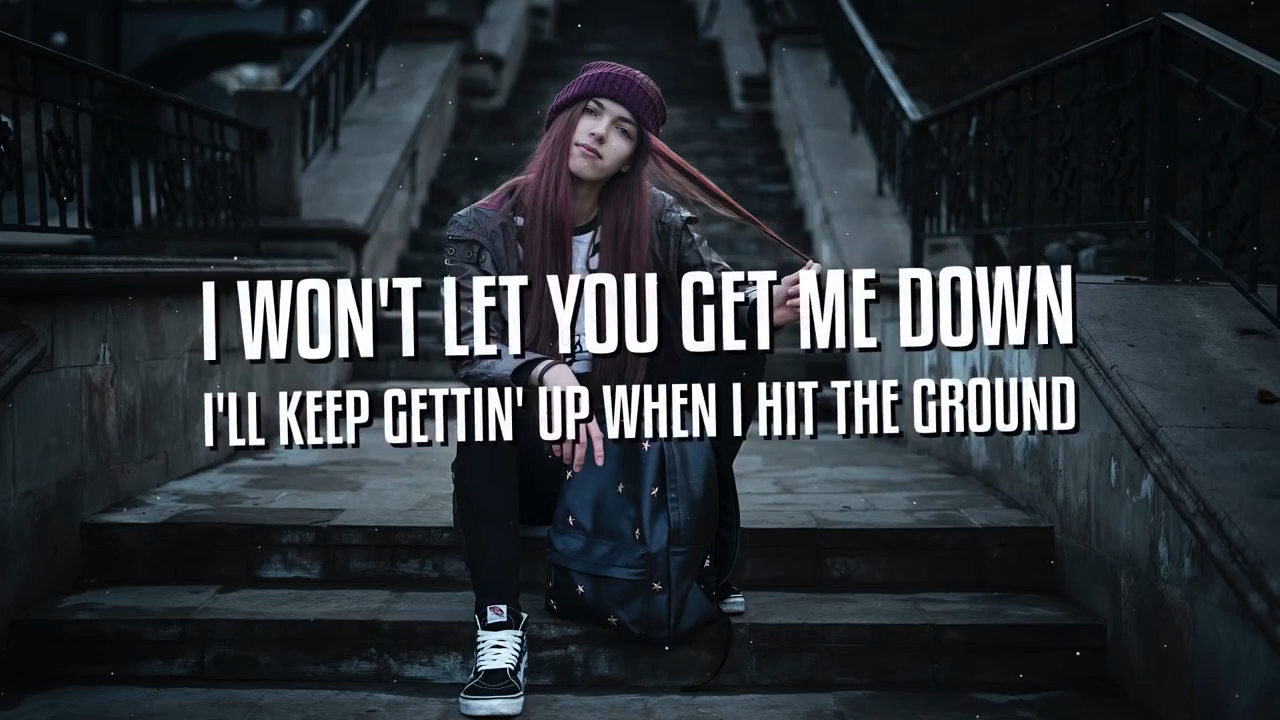 I WON'T LET YOU GET ME DOWN
I'LL KEEP GETTIN' UP WHEN I HIT THE GROUND